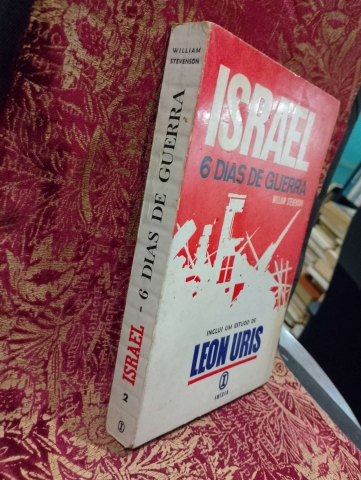 WILLIAM
STEVENSON
ISRAEL - 6 DIAS DE GUERRA
2
ISRAEL
6 DIAS DE GUERRA
WILLIAM STEVENSON
INCLUI UM ESTUDO DE
LEON URIS